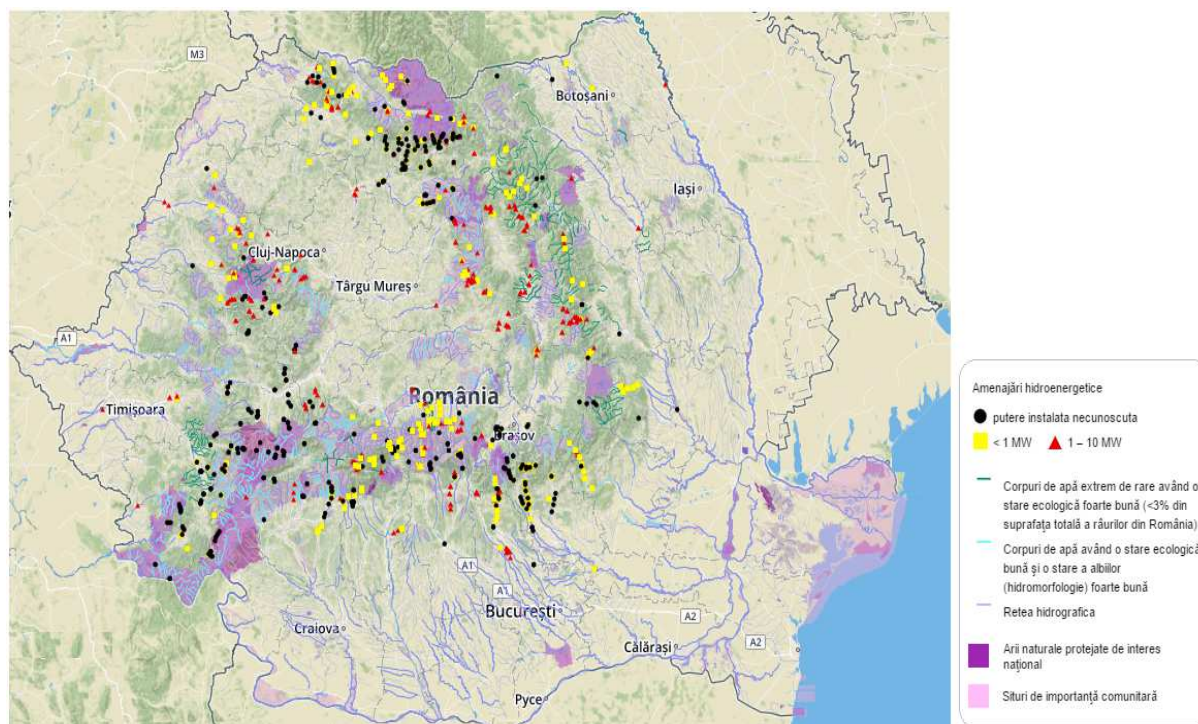 M3
Botoșani
Iași
Cluj-Napoca
Târgu Mureș
A1
România
Timișoara
Brașov
A1
A1
București
A2
Craiova
Călărași
A2
Pyce
Amenajări hidroenergetice
putere instalata necunoscuta
< 1 MW
1 – 10 MW
Corpuri de apă extrem de rare având o
stare ecologică foarte bună (<3% din
suprafața totală a râurilor din România)
Corpuri de apă având o stare ecologică
bună și o stare a albiilor
(hidromorfologie) foarte bună
Retea hidrografica
Arii naturale protejate de interes
național
Situri de importanță comunitară